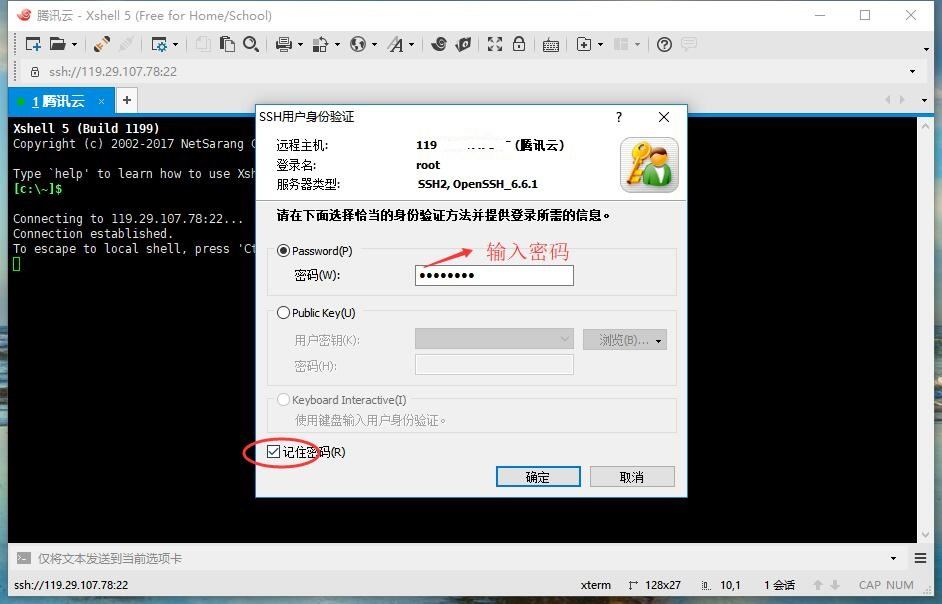 腾讯云 - Xshell 5 (Free for Home/School)
ssh://119.29.107.78:22
1 腾讯云 × +
Xshell 5 (Build 1199)
Copyright (c) 2002-2017 NetSarang C
Type `help' to learn how to use Xsh
[c:\~]$
Connecting to 119.29.107.78:22...
Connection established.
To escape to local shell, press 'Ct
SSH用户身份验证
远程主机: 119 (腾讯云)
登录名: root
服务器类型: SSH2, OpenSSH_6.6.1
请在下面选择恰当的身份验证方法并提供登录所需的信息。
Password(P)
输入密码
密码(W): ●●●●●●●●
Public Key(U)
用户密钥(K): 浏览(B)...
密码(H):
Keyboard Interactive(I)
使用键盘输入用户身份验证。
记住密码(R)
确定 取消
仅将文本发送到当前选项卡
ssh://119.29.107.78:22 xterm 128x27 10,1 1 会话 CAP NUM